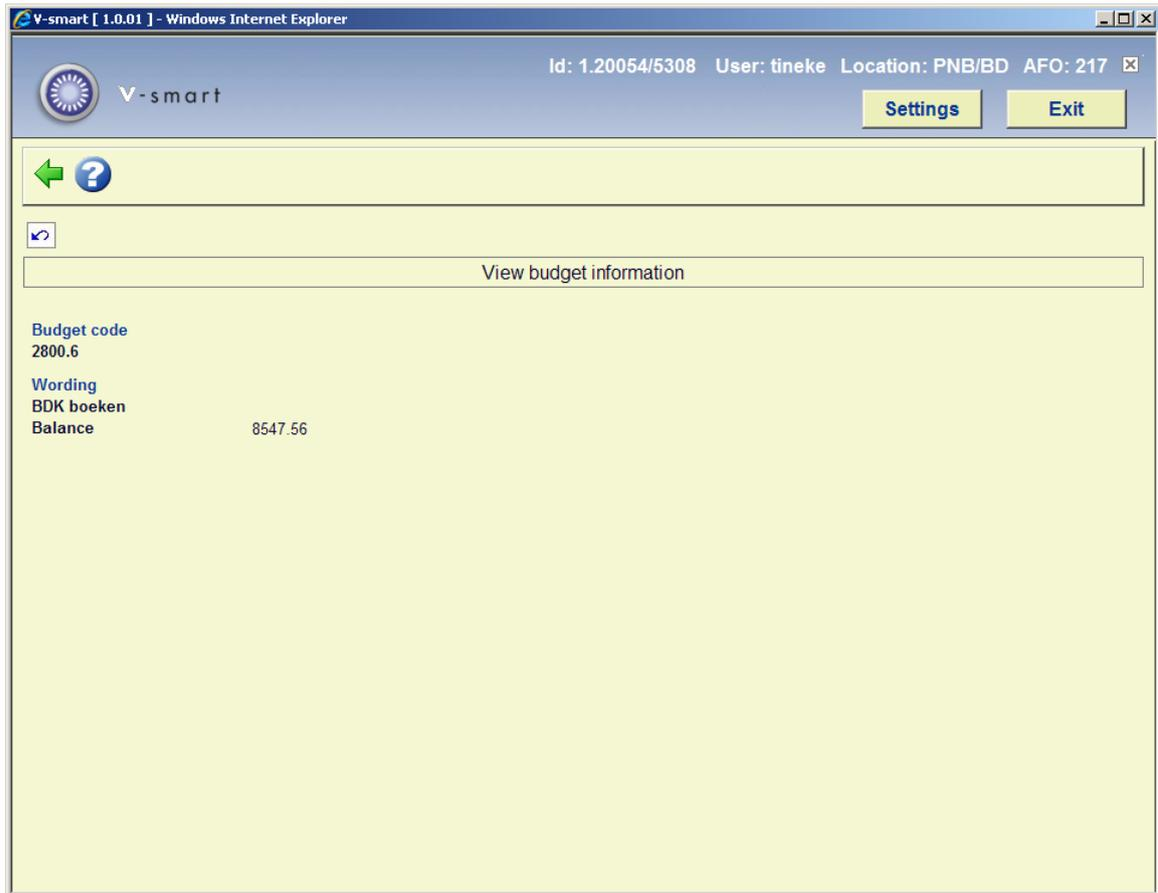 V-smart [ 1.0.01 ] - Windows Internet Explorer
Id: 1.20054/5308 User: tineke Location: PNB/BD AFO: 217
V-smart
Settings Exit
?
View budget information
Budget code
2800.6
Wording
BDK boeken
Balance 8547.56